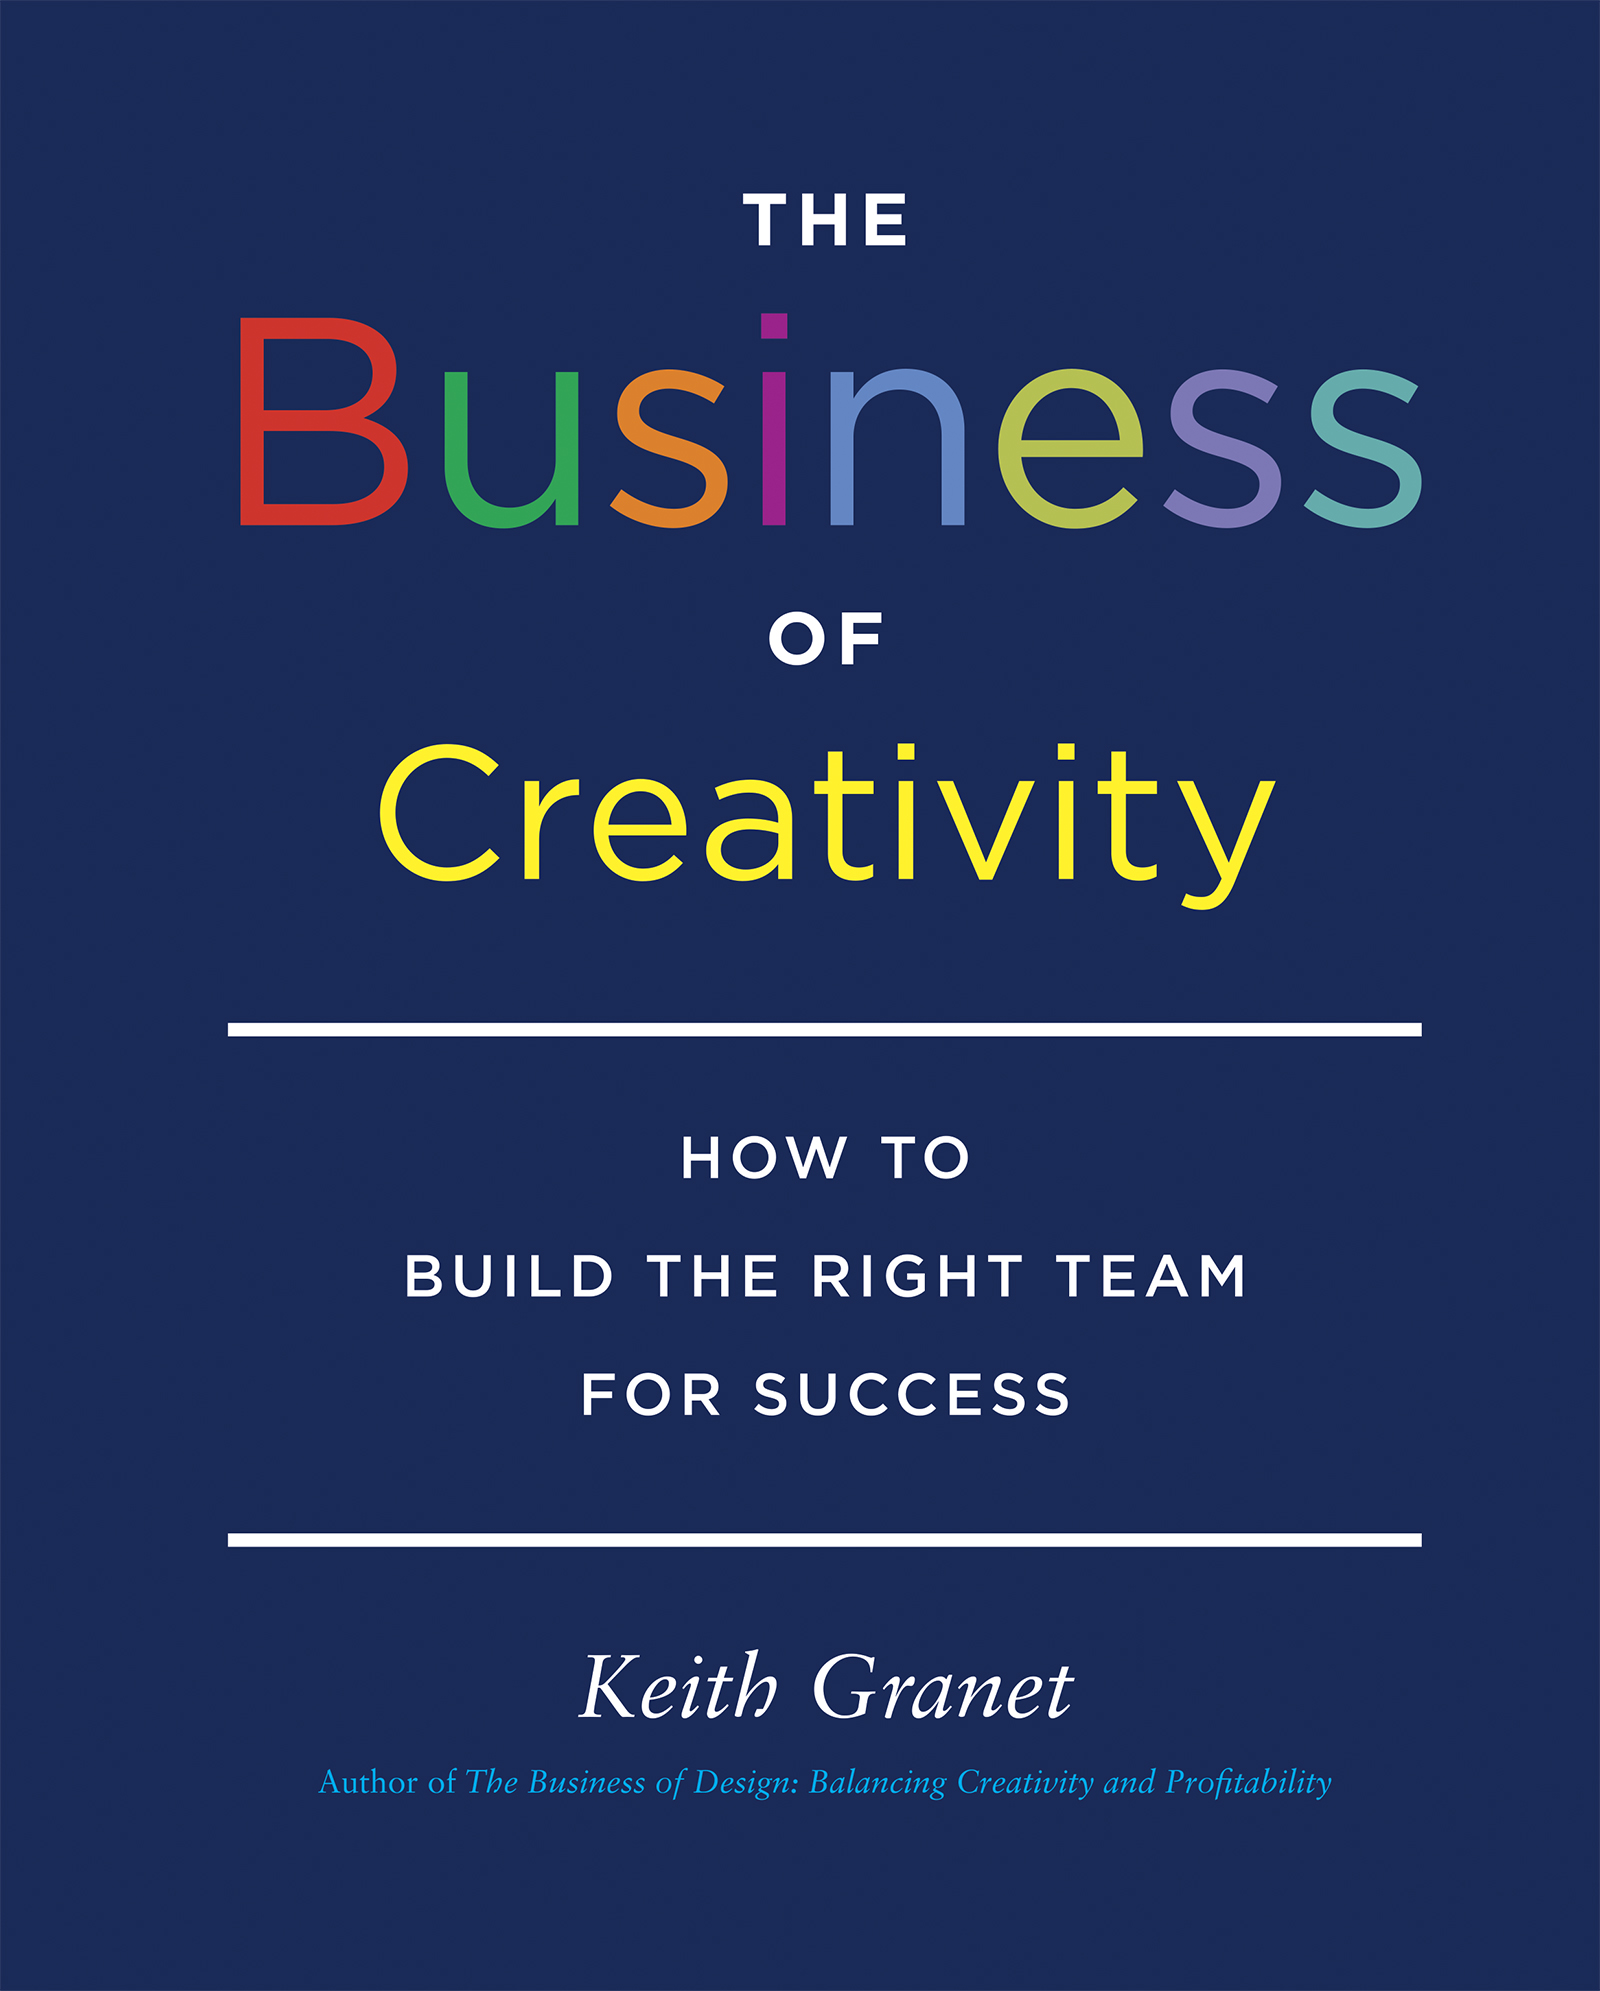 THE
Business
OF
Creativity
HOW TO
BUILD THE RIGHT TEAM
FOR SUCCESS
Keith Granet
Author of The Business of Design: Balancing Creativity and Profitability